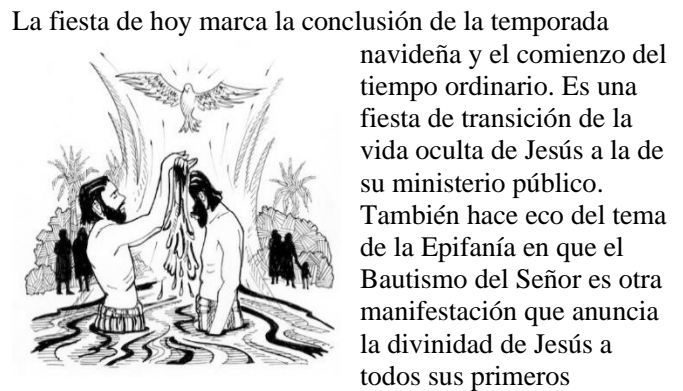 La fiesta de hoy marca la conclusión de la temporada
navideña y el comienzo del
tiempo ordinario. Es una
fiesta de transición de la
vida oculta de Jesús a la de
su ministerio público.
También hace eco del tema
de la Epifanía en que el
Bautismo del Señor es otra
manifestación que anuncia
la divinidad de Jesús a
todos sus primeros